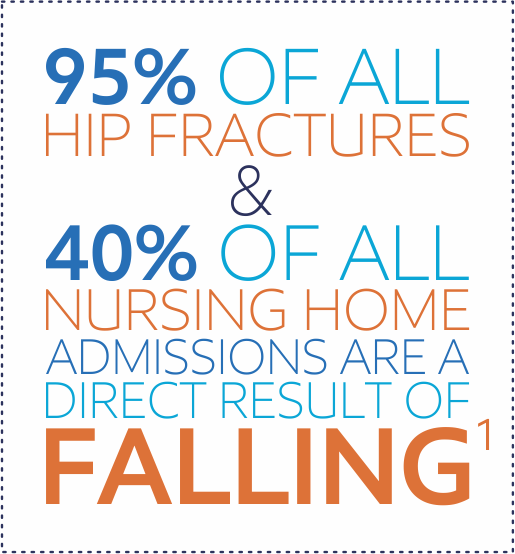 95% OF ALL
HIP FRACTURES
&
40% OF ALL
NURSING HOME
ADMISSIONS ARE A
DIRECT RESULT OF
FALLING¹